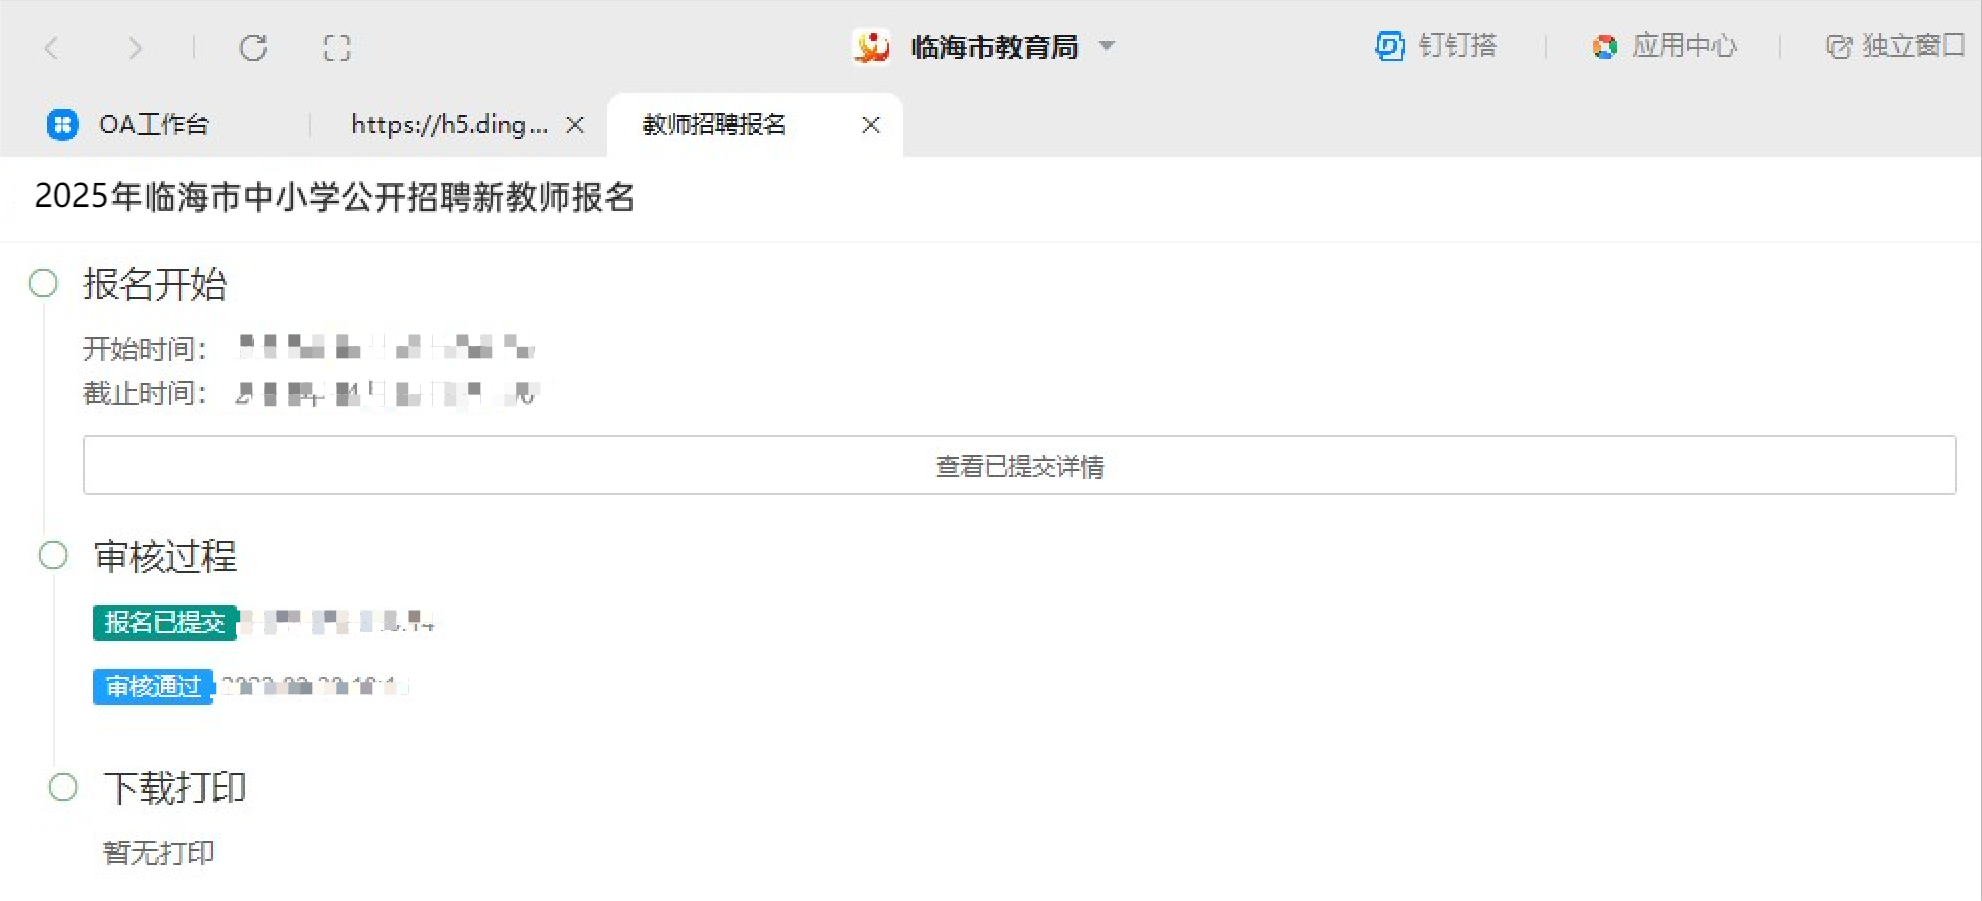 临海市教育局
钉钉搭
应用中心
独立窗口
OA工作台
https://h5.ding...
教师招聘报名
2025年临海市中小学公开招聘新教师报名
报名开始
开始时间：
截止时间：
查看已提交详情
审核过程
报名已提交
审核通过
下载打印
暂无打印